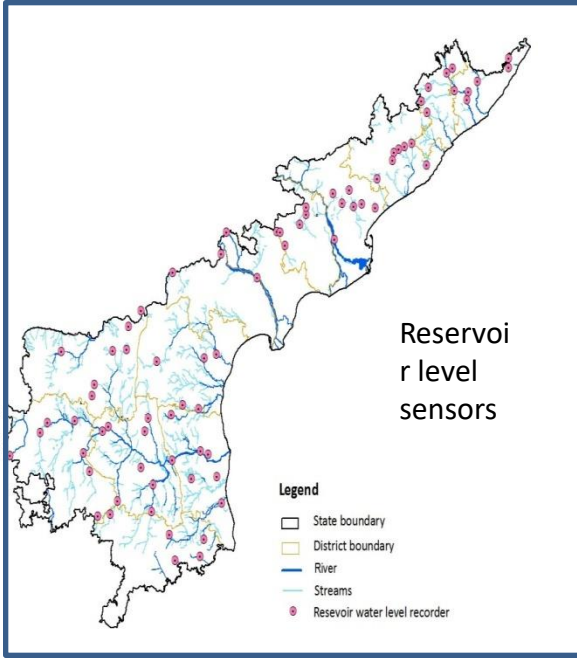 Reservoi
r level
sensors
Legend
State boundary
District boundary
River
Streams
Resevoir water level recorder